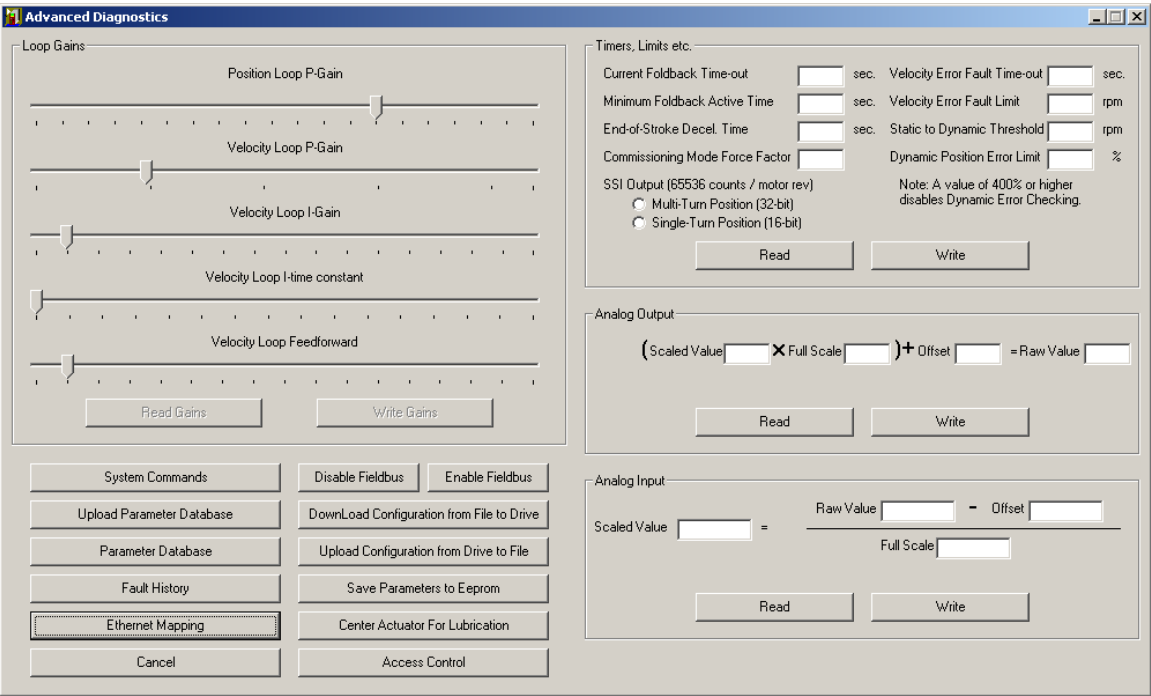 Advanced Diagnostics
Loop Gains
Position Loop P-Gain
Velocity Loop P-Gain
Velocity Loop I-Gain
Velocity Loop I-time constant
Velocity Loop Feedforward
Read Gains Write Gains
System Commands Disable Fieldbus Enable Fieldbus
Upload Parameter Database DownLoad Configuration from File to Drive
Parameter Database Upload Configuration from Drive to File
Fault History Save Parameters to Eeprom
Ethernet Mapping Center Actuator For Lubrication
Cancel Access Control
Timers, Limits etc.
Current Foldback Time-out sec. Velocity Error Fault Time-out sec.
Minimum Foldback Active Time sec. Velocity Error Fault Limit rpm
End-of-Stroke Decel. Time sec. Static to Dynamic Threshold rpm
Commissioning Mode Force Factor Dynamic Position Error Limit %
SSI Output (65536 counts / motor rev) Note: A value of 400% or higher
Multi-Turn Position (32-bit) disables Dynamic Error Checking.
Single-Turn Position (16-bit)
Read Write
Analog Output
(Scaled Value X Full Scale )+ Offset = Raw Value
Read Write
Analog Input
Raw Value - Offset
Scaled Value =
Full Scale
Read Write